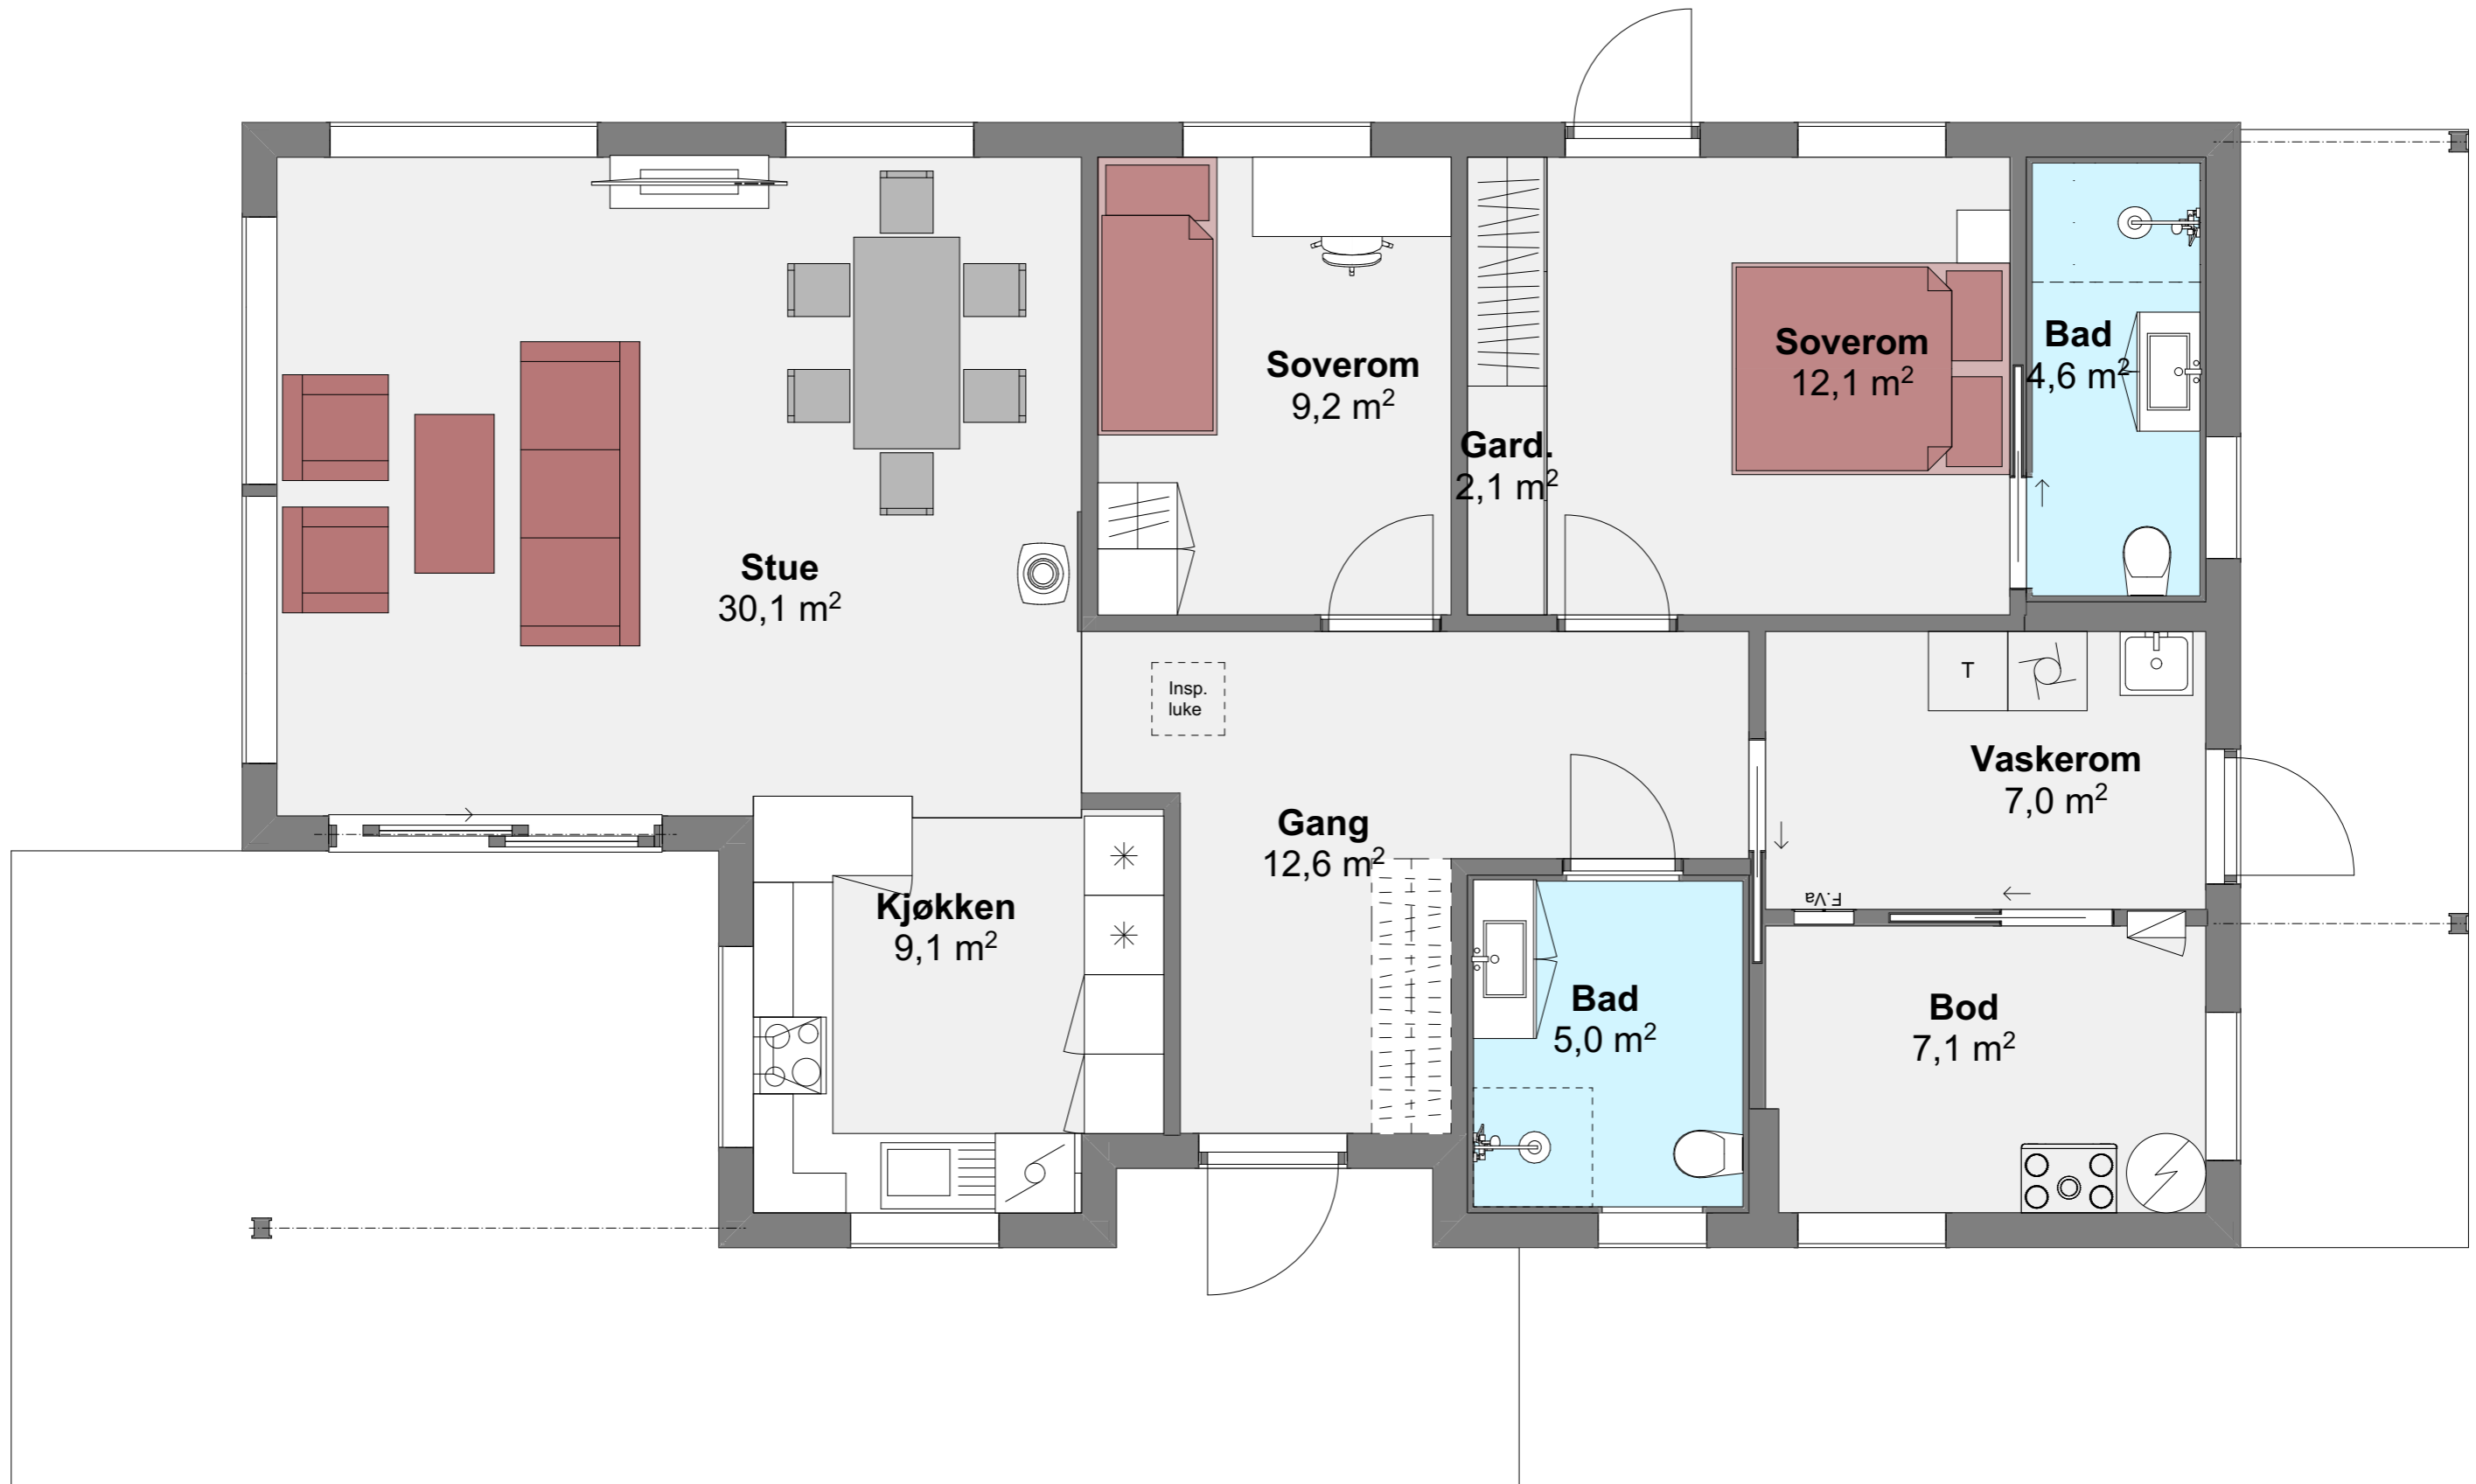 Soverom
12,1 m²
Bad
4,6 m²
Soverom
9,2 m²
Gard.
2,1 m²
Stue
30,1 m²
Insp.
luke
T
Vaskerom
7,0 m²
Gang
12,6 m²
F.Va
Kjøkken
9,1 m²
Bad
5,0 m²
Bod
7,1 m²